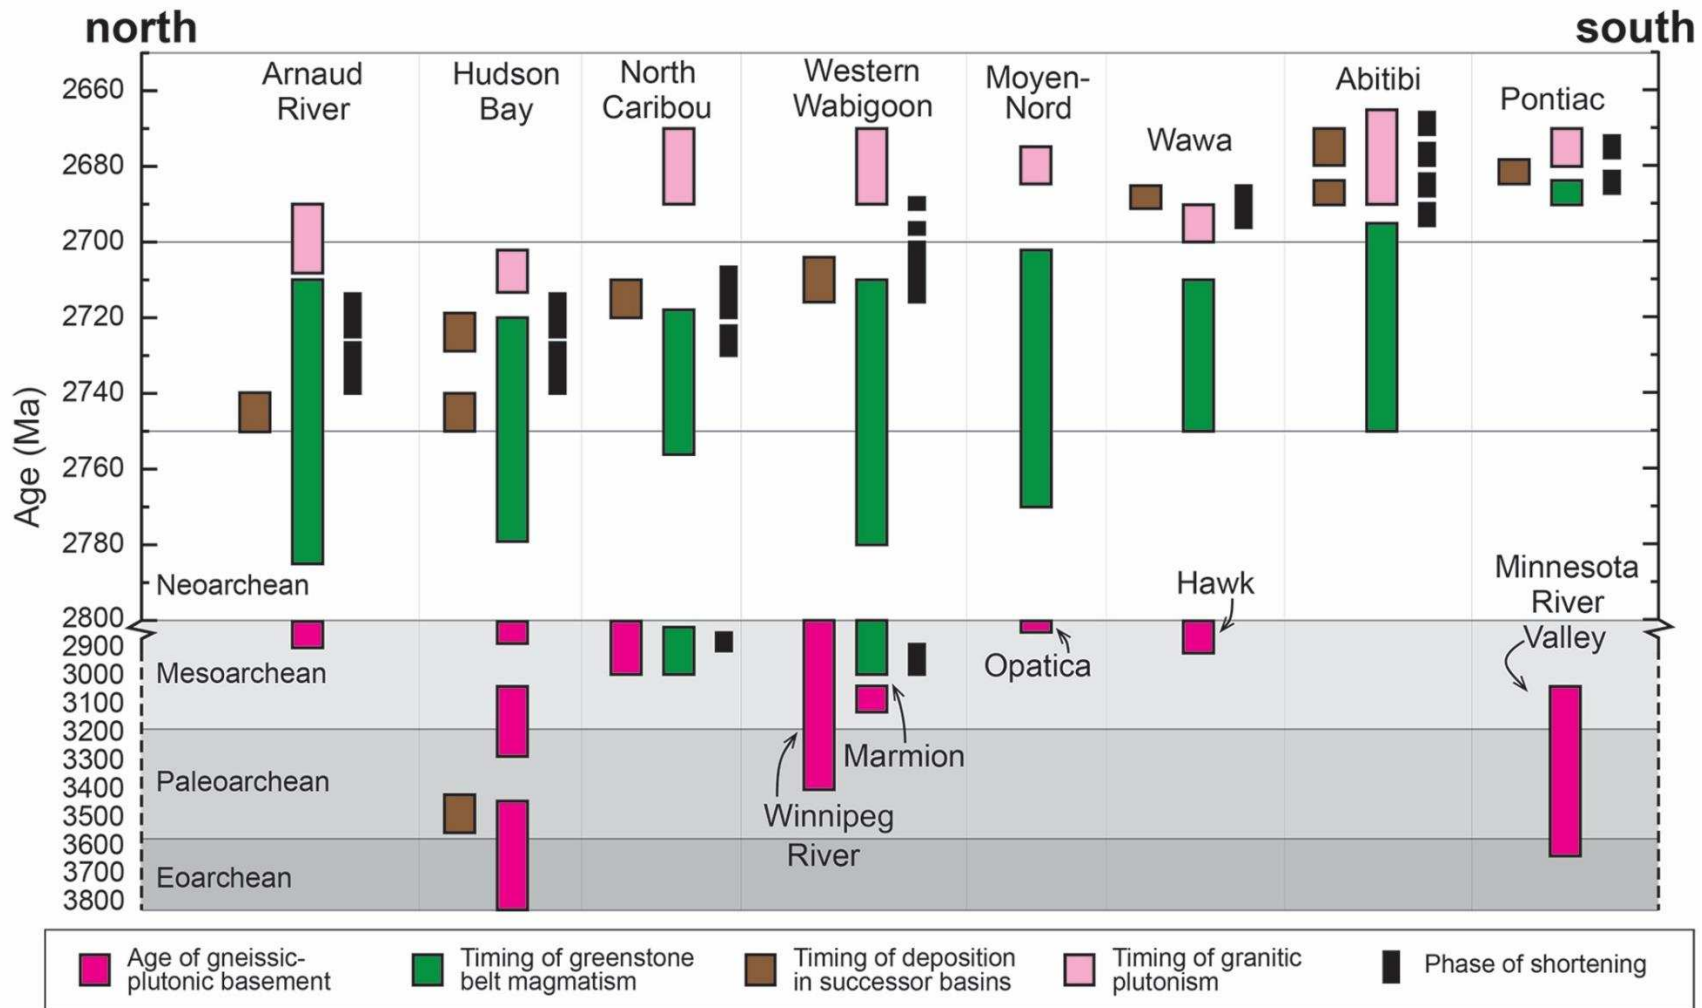 north
south
Arnaud
River
Hudson
Bay
North
Caribou
Western
Wabigoon
Moyen-
Nord
Wawa
Abitibi
Pontiac
Age (Ma)
2660
2680
2700
2720
2740
2760
2780
2800
2900
3000
3100
3200
3300
3400
3500
3600
3700
3800
Neoarchean
Mesoarchean
Paleoarchean
Eoarchean
Winnipeg
River
Marmion
Opatica
Hawk
Minnesota
River
Valley
Age of gneissic-
plutonic basement
Timing of greenstone
belt magmatism
Timing of deposition
in successor basins
Timing of granitic
plutonism
Phase of shortening